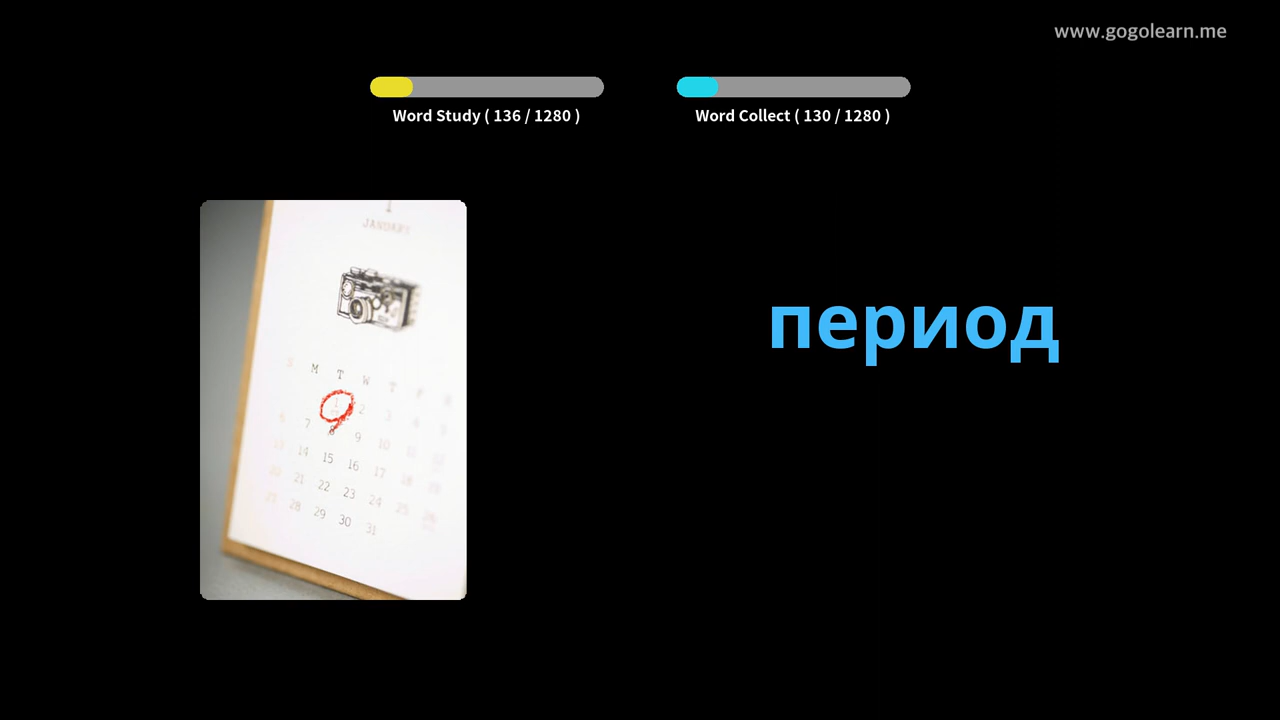 www.gogolearn.me
Word Study ( 136 / 1280 )
Word Collect ( 130 / 1280 )
период
1
JANUARY
S M T W T F S
1 2 3 4 5
6 7 8 9 10 11 12
13 14 15 16 17 18 19
20 21 22 23 24 25 26
27 28 29 30 31